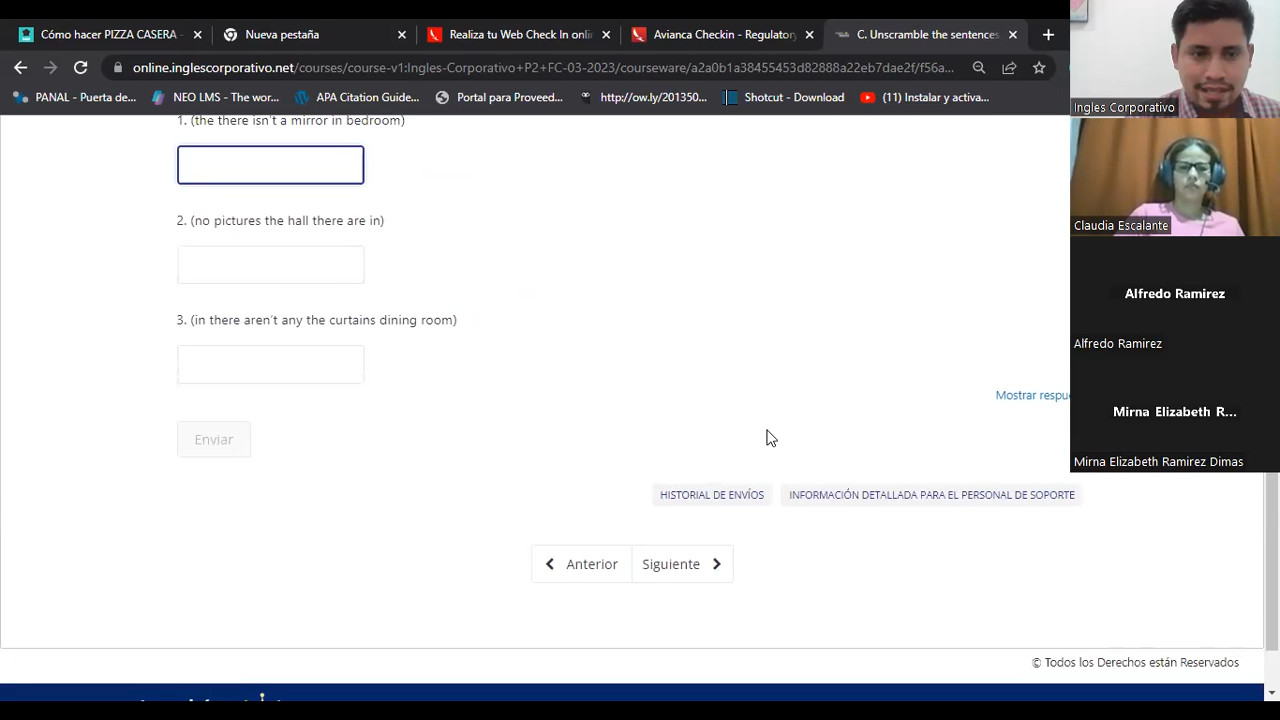 Cómo hacer PIZZA CASERA -
Nueva pestaña
Realiza tu Web Check In onlin
Avianca Checkin - Regulatory
C. Unscramble the sentences
online.inglescorporativo.net/courses/course-v1:Ingles-Corporativo+P2+FC-03-2023/courseware/a2a0b1a38455453d82888a22eb7dae2f/f56a...
PANAL - Puerta de...
NEO LMS - The wor...
APA Citation Guide...
Portal para Proveed...
http://ow.ly/201350...
Shotcut - Download
(11) Instalar y activa...
1. (the there isn't a mirror in bedroom)
2. (no pictures the hall there are in)
3. (in there aren't any the curtains dining room)
Mostrar respue
Enviar
HISTORIAL DE ENVÍOS
INFORMACIÓN DETALLADA PARA EL PERSONAL DE SOPORTE
Anterior
Siguiente
© Todos los Derechos están Reservados
Ingles Corporativo
Claudia Escalante
Alfredo Ramirez
Alfredo Ramirez
Mirna Elizabeth R...
Mirna Elizabeth Ramirez Dimas